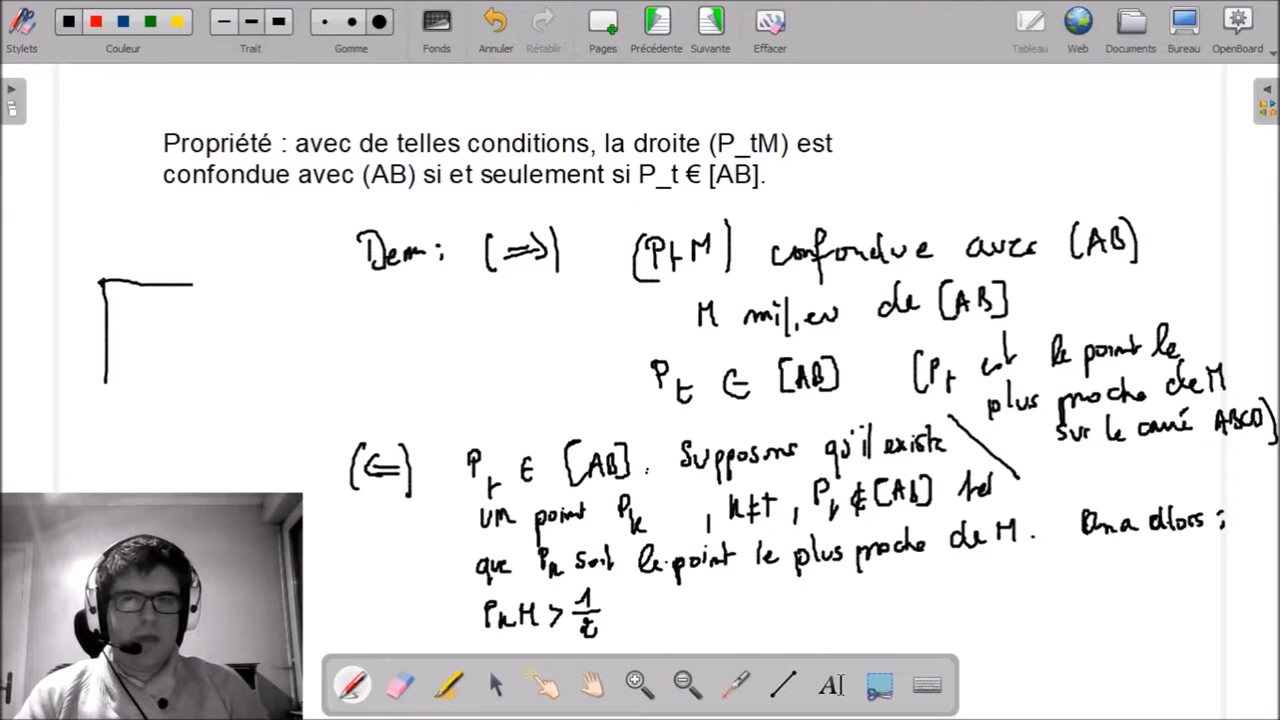 Stylets
Couleur
Trait
Gomme
Fonds
Annuler
Rétablir
Pages
Précédente
Suivante
Effacer
Tableau
Web
Documents
Bureau
OpenBoard
Propriété : avec de telles conditions, la droite (P_tM) est
confondue avec (AB) si et seulement si P_t € [AB].
Dem : (⇒) (PtM) confondue avec (AB)
M milieu de [AB]
Pt ∈ [AB] (Pt est le point le
plus proche de M
sur le carré ABCD)
(⇐) Pt ∈ [AB]. Supposons qu'il existe
un point Pk, k≠t, Pk ∉ [AB] tel
que Pk soit le point le plus proche de M. On a alors :
PkM > 1/2
AI